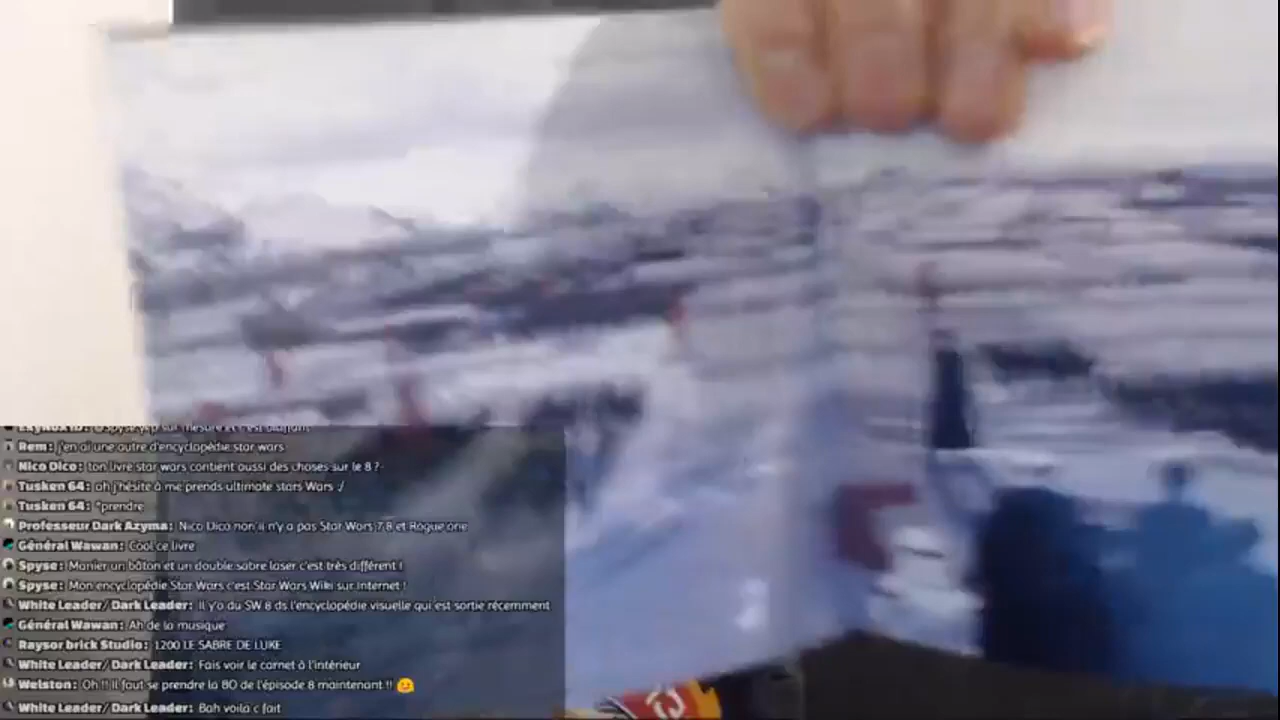 Rem: j'en ai une autre d'encyclopédie star wars
Nico Dico: ton livre star wars contient aussi des choses sur le 8 ?
Tusken 64: ah j'hésite à me prends ultimate stars Wars :/
Tusken 64: *prendre
Professeur Dark Azyma: Nico Dico non il n'y a pas Star Wars 7.8 et Rogue one
Général Wawan: Cool ce livre
Spyse: Manier un bâton et un double sabre laser c'est très différent !
Spyse: Mon encyclopédie Star Wars c'est Star Wars Wiki sur Internet !
White Leader/ Dark Leader: Il y'a du SW 8 ds l'encyclopédie visuelle qui est sortie récemment
Général Wawan: Ah de la musique
Raysor brick Studio: 1200 LE SABRE DE LUKE
White Leader/ Dark Leader: Fais voir le carnet à l'intérieur
Welston: Oh !! Il faut se prendre la BO de l'épisode 8 maintenant !!
White Leader/ Dark Leader: Bah voilà c fait